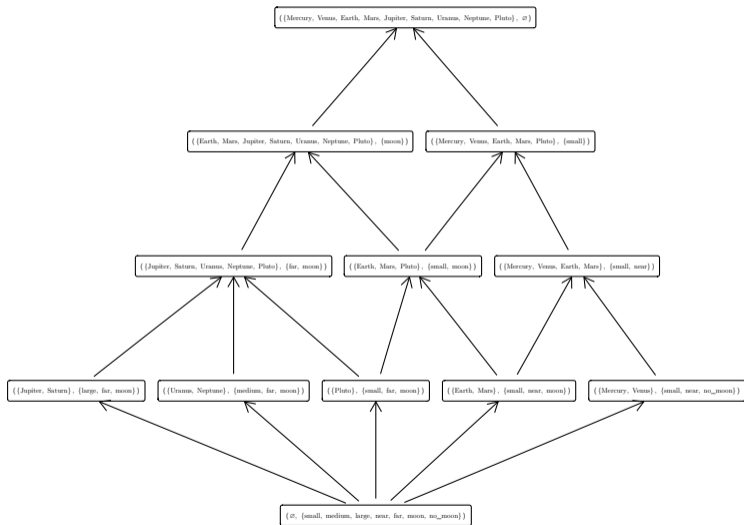 ({Mercury, Venus, Earth, Mars, Jupiter, Saturn, Uranus, Neptune, Pluto}, ∅)
({Earth, Mars, Jupiter, Saturn, Uranus, Neptune, Pluto}, {moon})
({Mercury, Venus, Earth, Mars, Pluto}, {small})
({Jupiter, Saturn, Uranus, Neptune, Pluto}, {far, moon})
({Earth, Mars, Pluto}, {small, moon})
({Mercury, Venus, Earth, Mars}, {small, near})
({Jupiter, Saturn}, {large, far, moon})
({Uranus, Neptune}, {medium, far, moon})
({Pluto}, {small, far, moon})
({Earth, Mars}, {small, near, moon})
({Mercury, Venus}, {small, near, no_moon})
(∅, {small, medium, large, near, far, moon, no_moon})